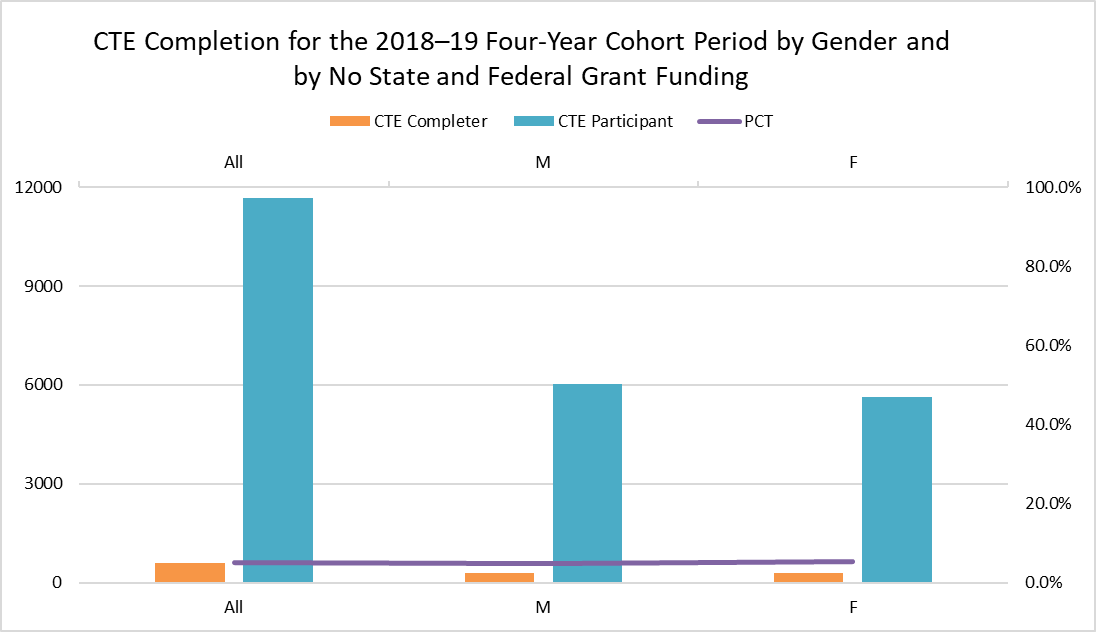 CTE Completion for the 2018–19 Four-Year Cohort Period by Gender and
by No State and Federal Grant Funding
CTE Completer CTE Participant PCT
All M F
12000 100.0%
80.0%
9000
60.0%
6000
40.0%
3000
20.0%
0 0.0%
All M F